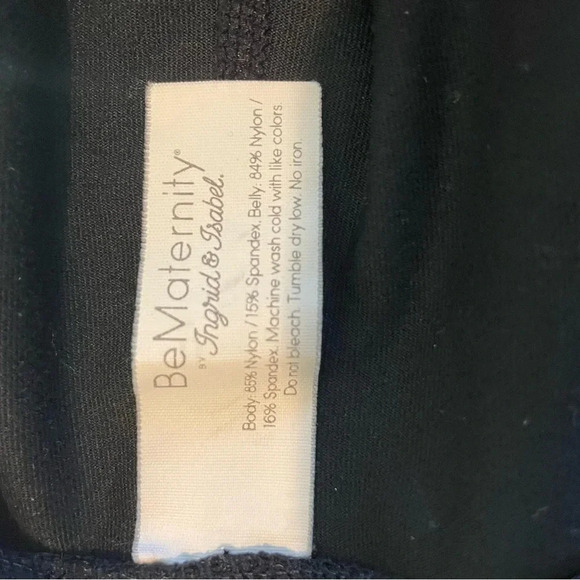 BeMaternity®
BY Ingrid & Isabel.
Body: 85% Nylon / 15% Spandex. Belly: 84% Nylon /
16% Spandex. Machine wash cold with like colors
Do not bleach. Tumble dry low. No iron.